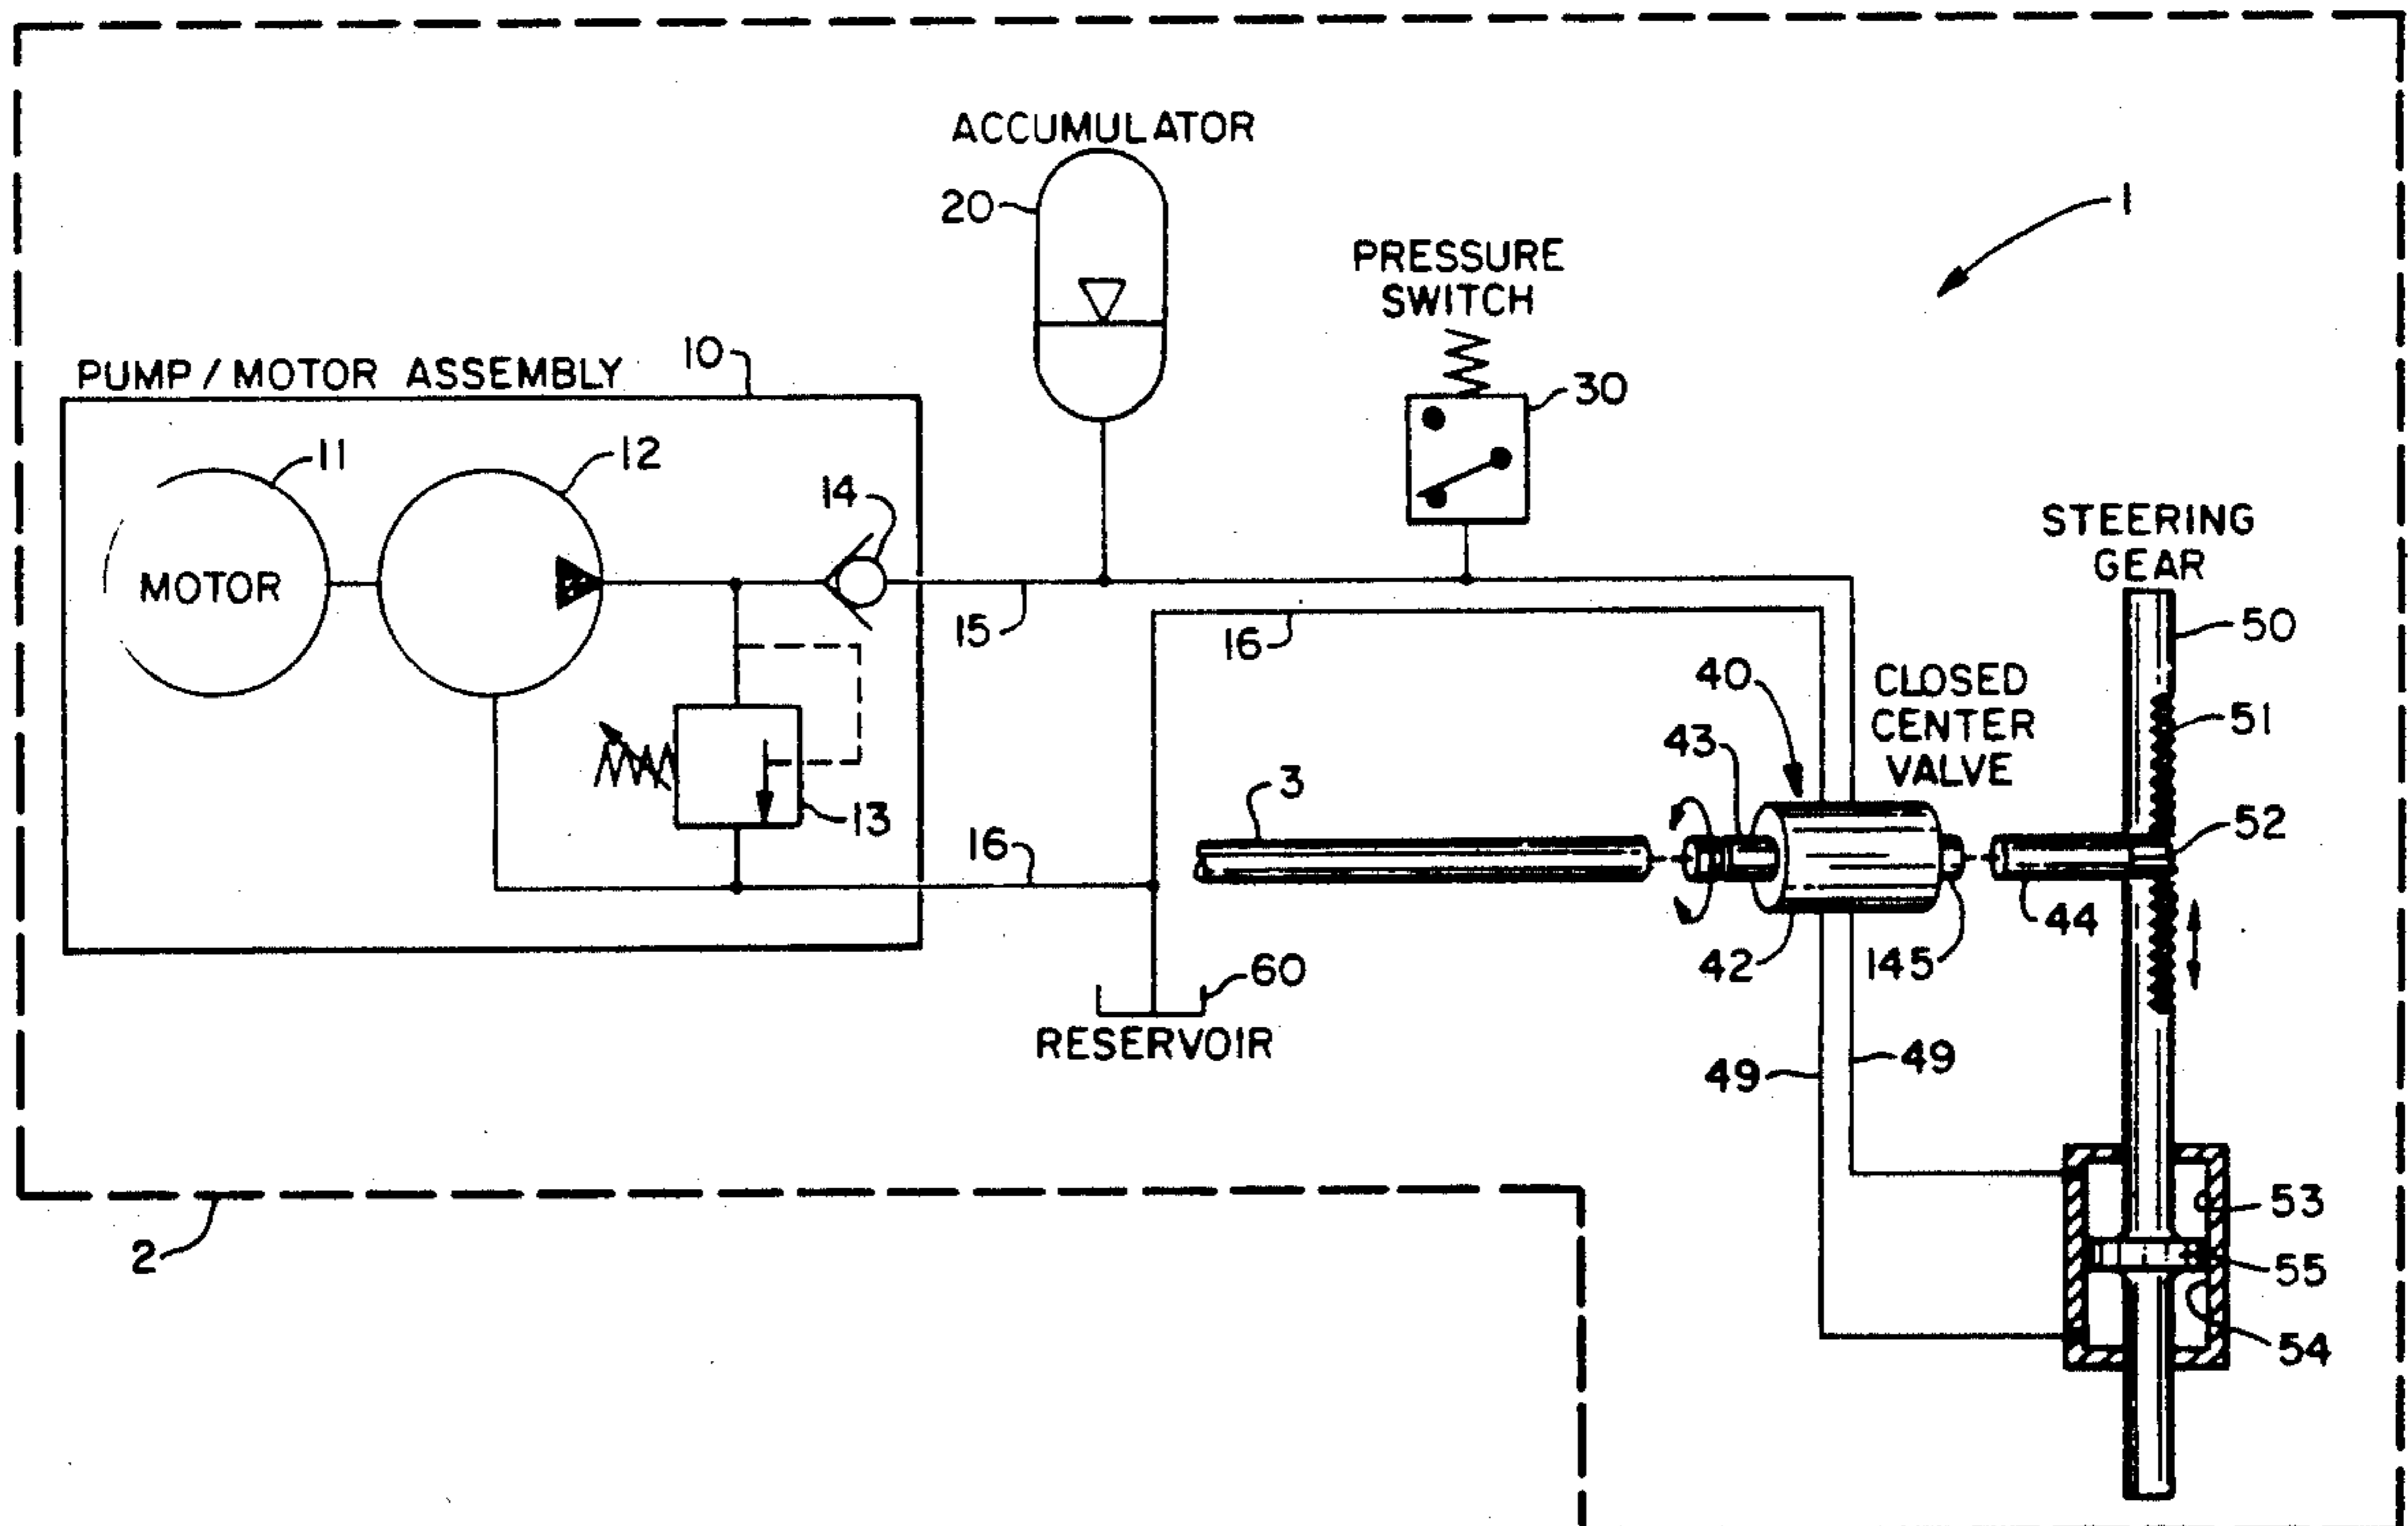 ACCUMULATOR
20
1
PRESSURE
SWITCH
PUMP / MOTOR ASSEMBLY
10
30
11
12
14
MOTOR
STEERING
GEAR
15
16
50
40
CLOSED
CENTER
VALVE
51
43
3
13
52
16
44
42
145
60
RESERVOIR
49
49
53
2
55
54